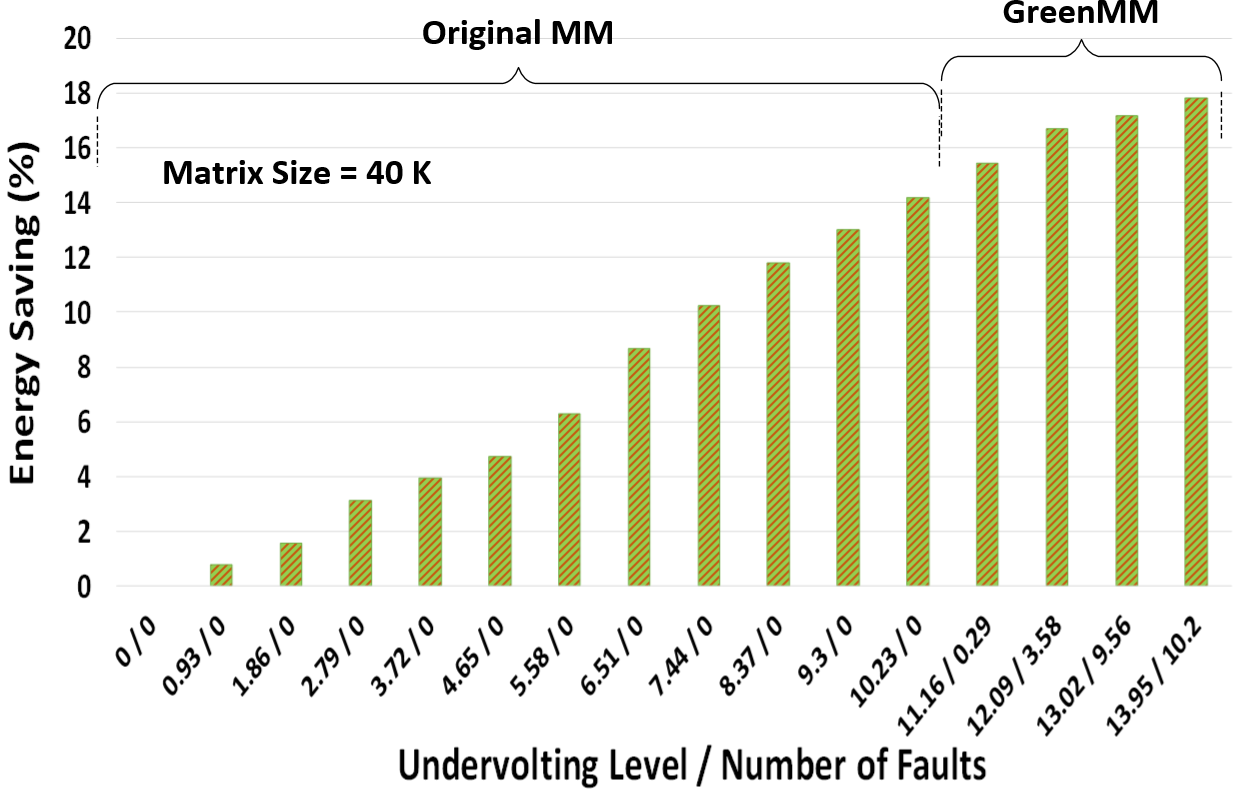 GreenMM
Original MM
Matrix Size = 40 K
Energy Saving (%)
20
18
16
14
12
10
8
6
4
2
0
0 / 0
0.93 / 0
1.86 / 0
2.79 / 0
3.72 / 0
4.65 / 0
5.58 / 0
6.51 / 0
7.44 / 0
8.37 / 0
9.3 / 0
10.23 / 0
11.16 / 0.29
12.09 / 3.58
13.02 / 9.56
13.95 / 10.2
Undervolting Level / Number of Faults